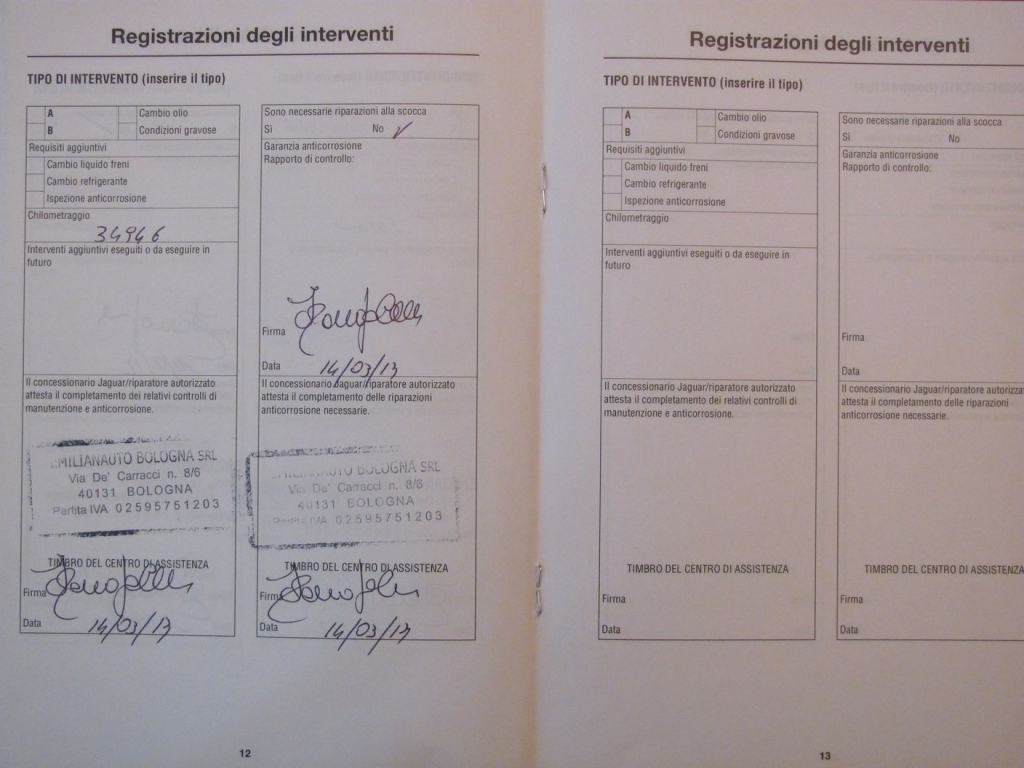 Registrazioni degli interventi
TIPO DI INTERVENTO (inserire il tipo)
A
Cambio olio
B
Condizioni gravose
Requisiti aggiuntivi
Cambio liquido freni
Cambio refrigerante
Ispezione anticorrosione
Chilometraggio
34946
Interventi aggiuntivi eseguiti o da eseguire in
futuro
Il concessionario Jaguar/riparatore autorizzato
attesta il completamento dei relativi controlli di
manutenzione e anticorrosione.
EMILIANAUTO BOLOGNA SRL
Via De' Carracci n. 8/6
40131 BOLOGNA
Partita IVA 02595751203
TIMBRO DEL CENTRO DI ASSISTENZA
Firma
Data 14/03/13
Sono necessarie riparazioni alla scocca
Sì No ✓
Garanzia anticorrosione
Rapporto di controllo:
Firma
Data 14/03/13
Il concessionario Jaguar/riparatore autorizzato
attesta il completamento delle riparazioni
anticorrosione necessarie.
EMILIANAUTO BOLOGNA SRL
Via De' Carracci n. 8/6
40131 BOLOGNA
Partita IVA 02595751203
TIMBRO DEL CENTRO DI ASSISTENZA
Firma
Data 14/03/13
12
Registrazioni degli interventi
TIPO DI INTERVENTO (inserire il tipo)
A
Cambio olio
B
Condizioni gravose
Requisiti aggiuntivi
Cambio liquido freni
Cambio refrigerante
Ispezione anticorrosione
Chilometraggio
Interventi aggiuntivi eseguiti o da eseguire in
futuro
Il concessionario Jaguar/riparatore autorizzato
attesta il completamento dei relativi controlli di
manutenzione e anticorrosione.
TIMBRO DEL CENTRO DI ASSISTENZA
Firma
Data
Sono necessarie riparazioni alla scocca
Sì No
Garanzia anticorrosione
Rapporto di controllo:
Firma
Data
Il concessionario Jaguar/riparatore autorizza
attesta il completamento delle riparazioni
anticorrosione necessarie.
TIMBRO DEL CENTRO DI ASSISTENZA
Firma
Data
13